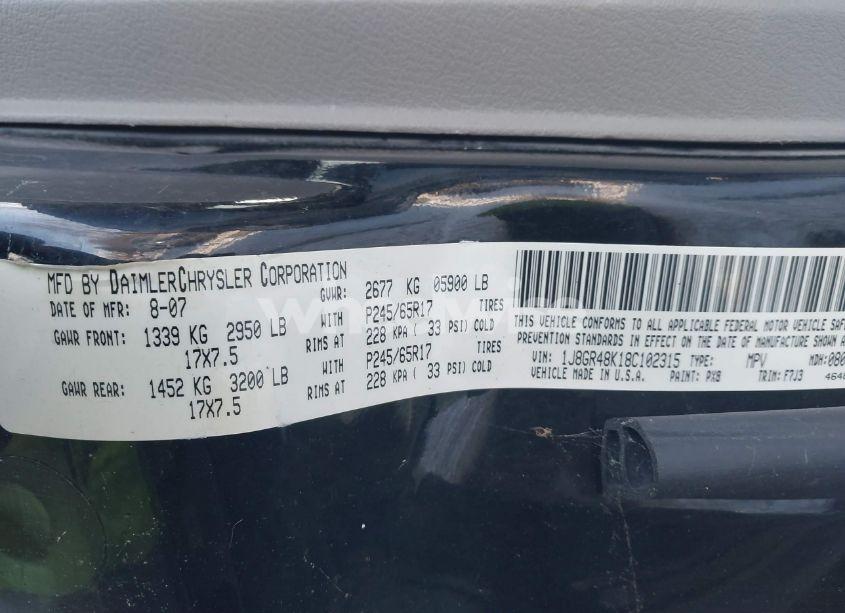 MFD BY DAIMLERCHRYSLER CORPORATION
DATE OF MFR: 8-07
GVWR: 2677 KG 05900 LB
GAWR FRONT: 1339 KG 2950 LB
WITH P245/65R17 TIRES
17X7.5
RIMS AT 228 KPA ( 33 PSI) COLD
GAWR REAR: 1452 KG 3200 LB
WITH P245/65R17 TIRES
17X7.5
RIMS AT 228 KPA ( 33 PSI) COLD
THIS VEHICLE CONFORMS TO ALL APPLICABLE FEDERAL MOTOR VEHICLE SAF
PREVENTION STANDARDS IN EFFECT ON THE DATE OF MANUFACTURE SHOWN A
VIN: 1J8GR48K18C102315 TYPE: MPV MDH:080
VEHICLE MADE IN U.S.A. PAINT: PX8 TRIM: F7J3 4648